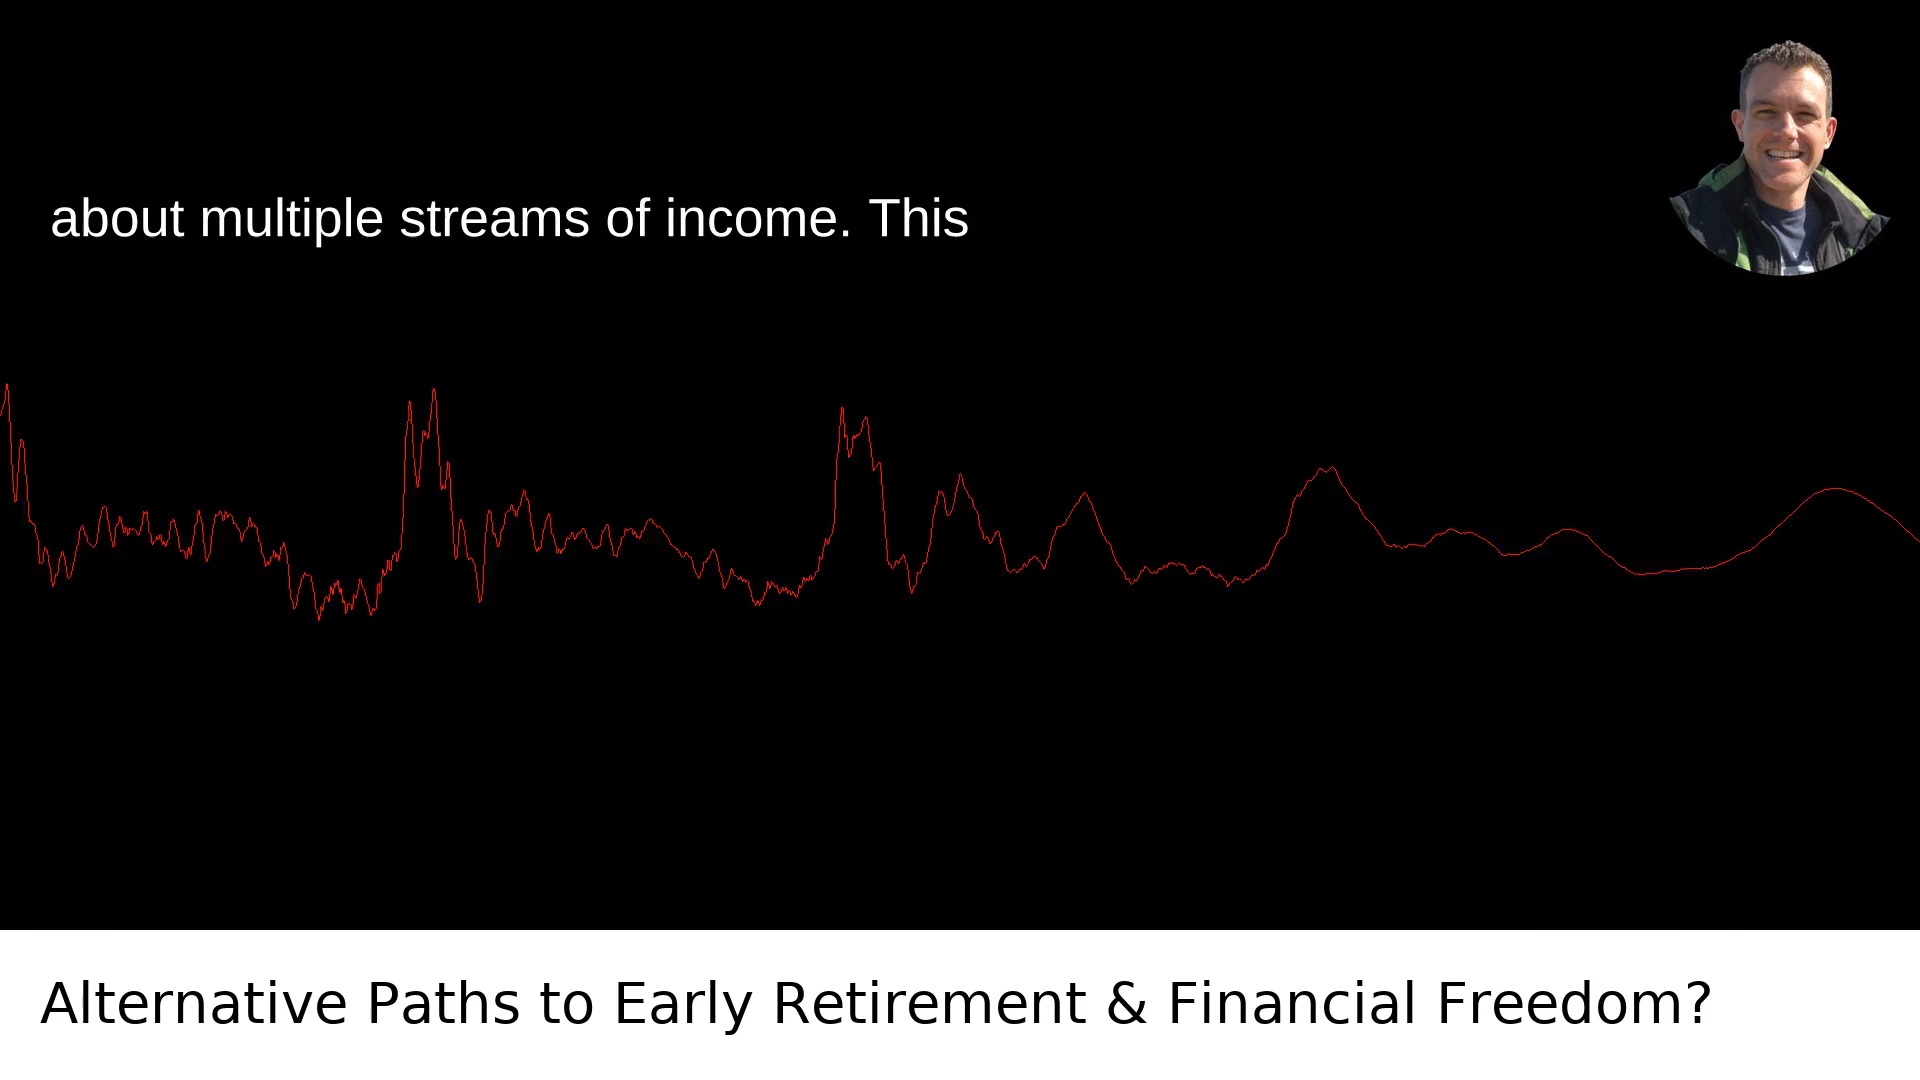 about multiple streams of income. This
Alternative Paths to Early Retirement & Financial Freedom?